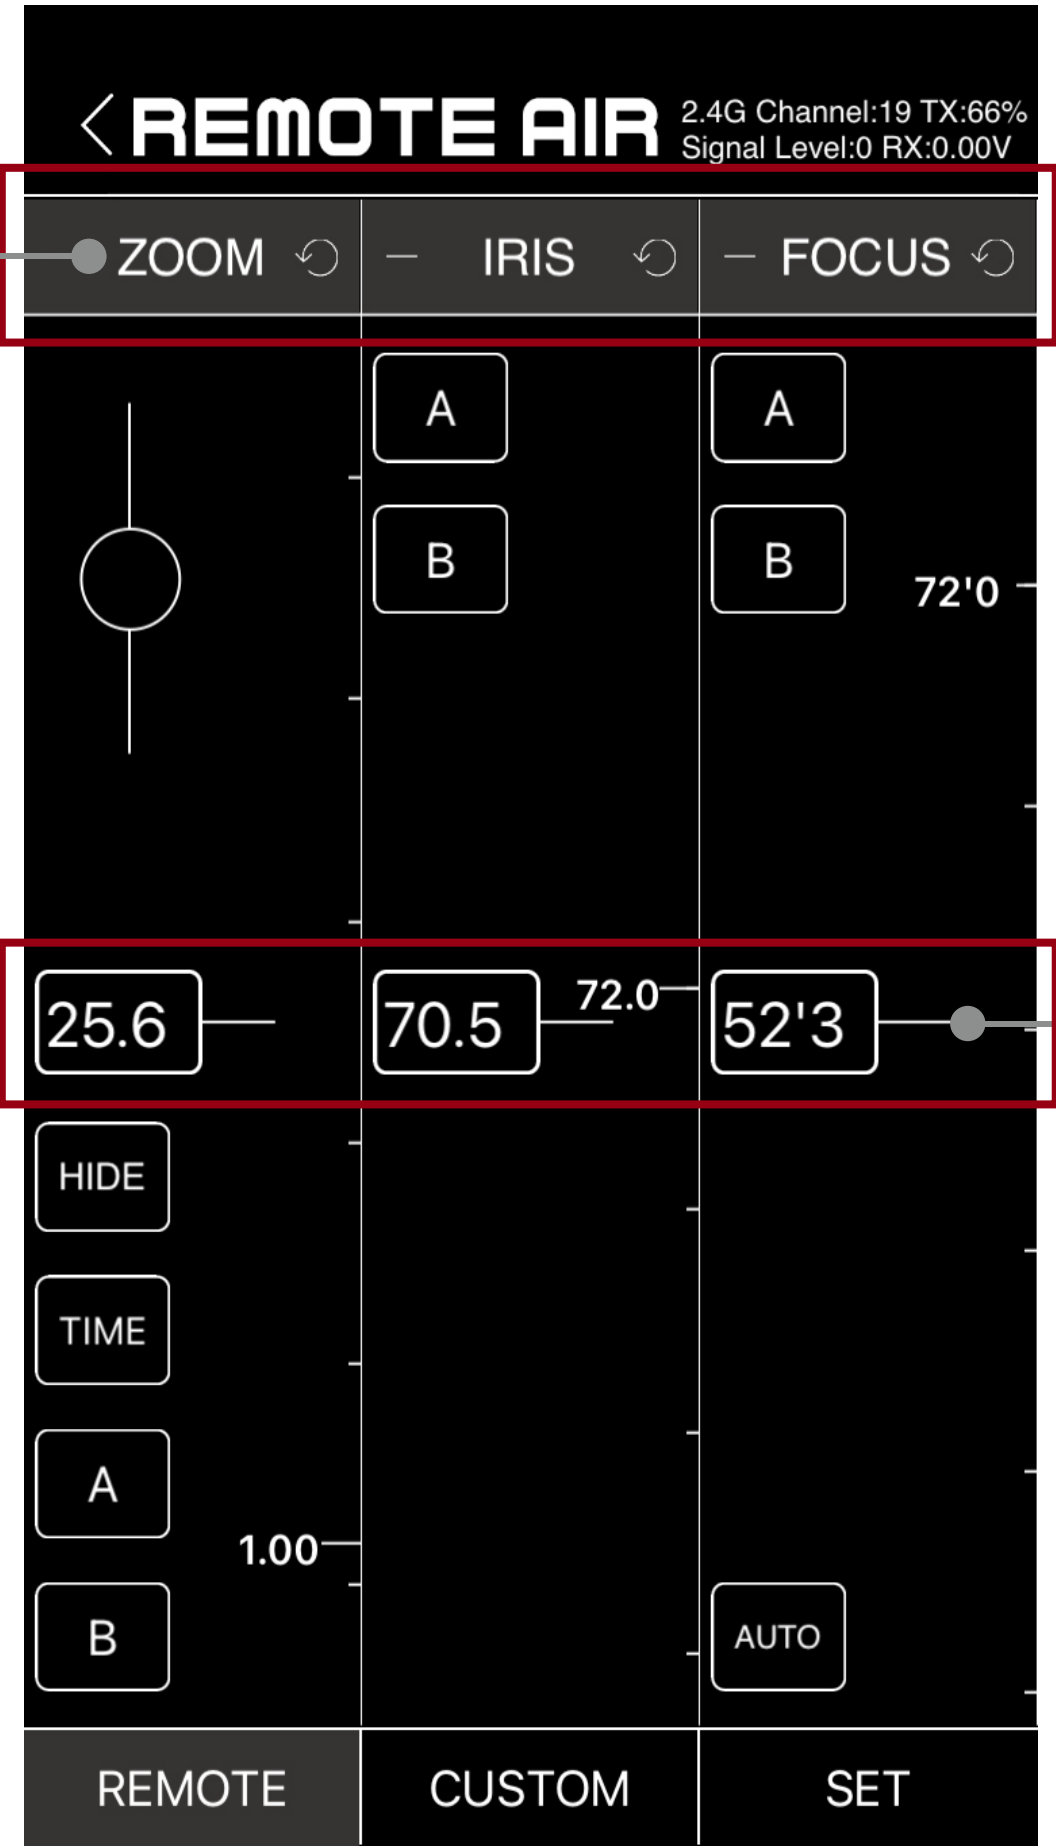 REMOTE AIR
2.4G Channel:19 TX:66%
Signal Level:0 RX:0.00V
ZOOM IRIS FOCUS
A A
B B
72'0
25.6 70.5 72.0 52'3
HIDE
TIME
A
1.00
B AUTO
REMOTE CUSTOM SET